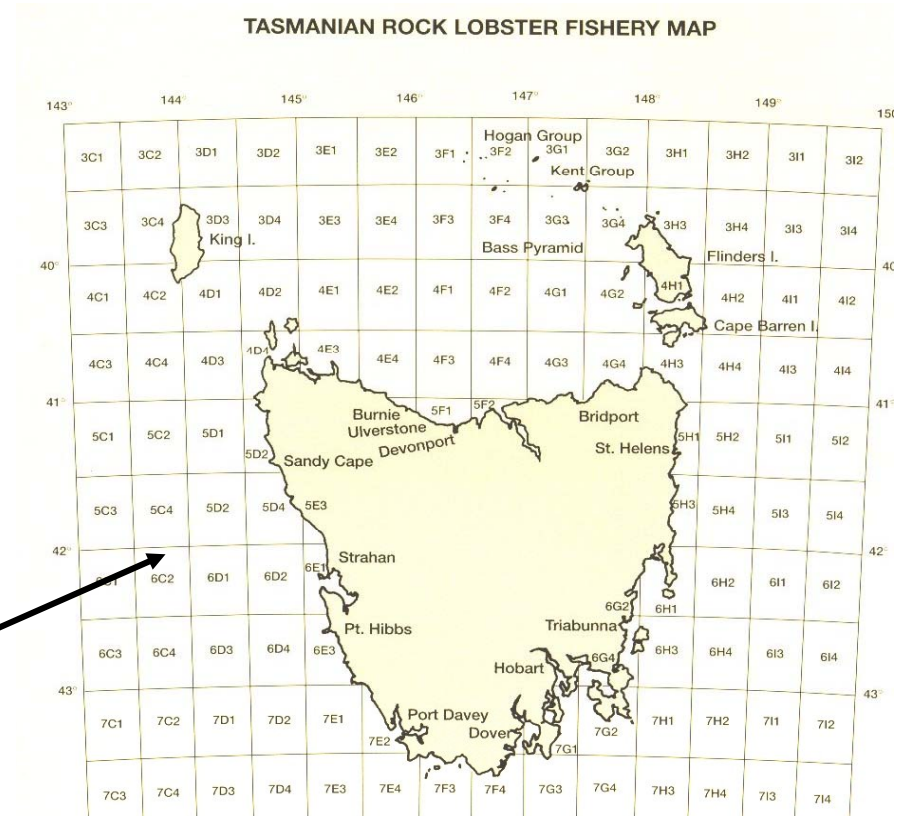 TASMANIAN ROCK LOBSTER FISHERY MAP
143° 144° 145° 146° 147° 148° 149° 15
Hogan Group
3C1 3C2 3D1 3D2 3E1 3E2 3F1 3F2 3G1 3G2 3H1 3H2 3I1 3I2
Kent Group
3C3 3C4 3D3 3D4 3E3 3E4 3F3 3F4 3G3 3G4 3H3 3H4 3I3 3I4
King I.
Bass Pyramid
Flinders I.
40° 40
4C1 4C2 4D1 4D2 4E1 4E2 4F1 4F2 4G1 4G2 4H1 4H2 4I1 4I2
Cape Barren I.
4C3 4C4 4D3 4D4 4E3 4E4 4F3 4F4 4G3 4G4 4H3 4H4 4I3 4I4
41° 41°
Burnie 5F1 5F2 Bridport
Ulverstone
5C1 5C2 5D1 Devonport St. Helens 5H1 5H2 5I1 5I2
5D2 Sandy Cape
5C3 5C4 5D2 5D4 5E3 5H3 5H4 5I3 5I4
42° 42°
Strahan
6C2 6D1 6D2 6E1 6H2 6I1 6I2
6G2 6H1
Pt. Hibbs Triabunna
6C3 6C4 6D3 6D4 6E3 6G4 6H3 6H4 6I3 6I4
Hobart
43° 43°
7C1 7C2 7D1 7D2 7E1 Port Davey 7H1 7H2 7I1 7I2
7E2 Dover 7G1 7G2
7C3 7C4 7D3 7D4 7E3 7E4 7F3 7F4 7G3 7G4 7H3 7H4 7I3 7I4